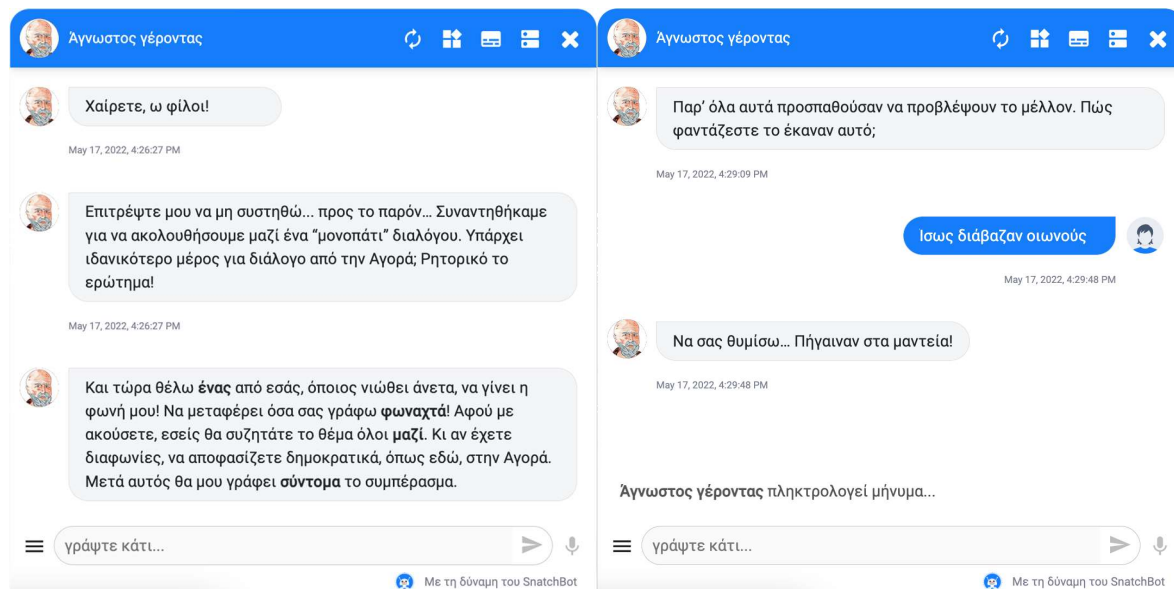 Άγνωστος γέροντας
Χαίρετε, ω φίλοι!
May 17, 2022, 4:26:27 PM
Επιτρέψτε μου να μη συστηθώ... προς το παρόν... Συναντηθήκαμε
για να ακολουθήσουμε μαζί ένα “μονοπάτι” διαλόγου. Υπάρχει
ιδανικότερο μέρος για διάλογο από την Αγορά; Ρητορικό το
ερώτημα!
May 17, 2022, 4:26:27 PM
Και τώρα θέλω ένας από εσάς, όποιος νιώθει άνετα, να γίνει η
φωνή μου! Να μεταφέρει όσα σας γράφω φωναχτά! Αφού με
ακούσετε, εσείς θα συζητάτε το θέμα όλοι μαζί. Κι αν έχετε
διαφωνίες, να αποφασίζετε δημοκρατικά, όπως εδώ, στην Αγορά.
Μετά αυτός θα μου γράφει σύντομα το συμπέρασμα.
γράψτε κάτι...
Με τη δύναμη του SnatchBot
Άγνωστος γέροντας
Παρ’ όλα αυτά προσπαθούσαν να προβλέψουν το μέλλον. Πώς
φαντάζεστε το έκαναν αυτό;
May 17, 2022, 4:29:09 PM
Ισως διάβαζαν οιωνούς
May 17, 2022, 4:29:48 PM
Να σας θυμίσω... Πήγαιναν στα μαντεία!
May 17, 2022, 4:29:48 PM
Άγνωστος γέροντας πληκτρολογεί μήνυμα...
γράψτε κάτι...
Με τη δύναμη του SnatchBot